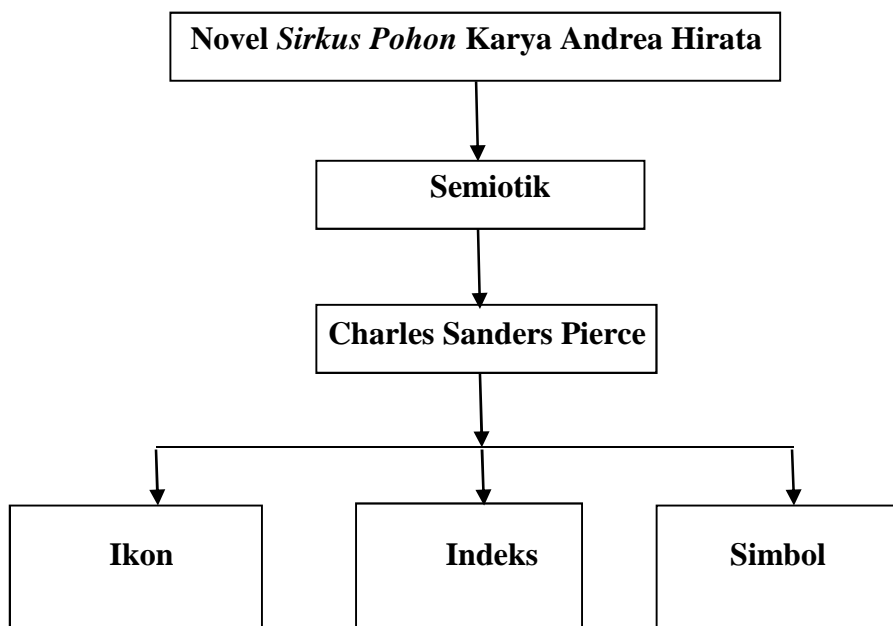 Novel Sirkus Pohon Karya Andrea Hirata
Semiotik
Charles Sanders Pierce
Ikon
Indeks
Simbol